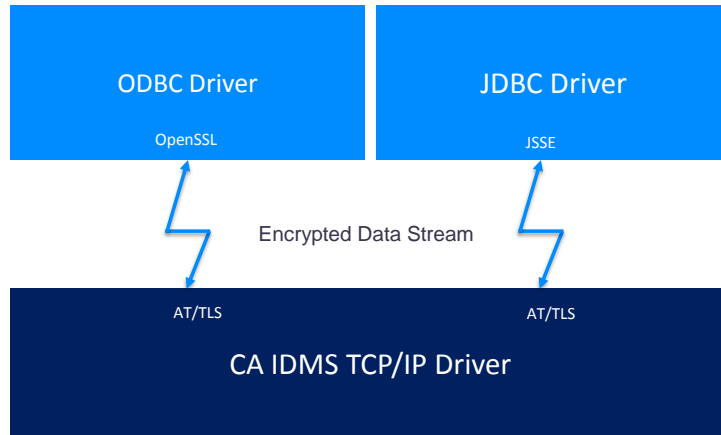 ODBC Driver
JDBC Driver
OpenSSL
JSSE
Encrypted Data Stream
AT/TLS
AT/TLS
CA IDMS TCP/IP Driver